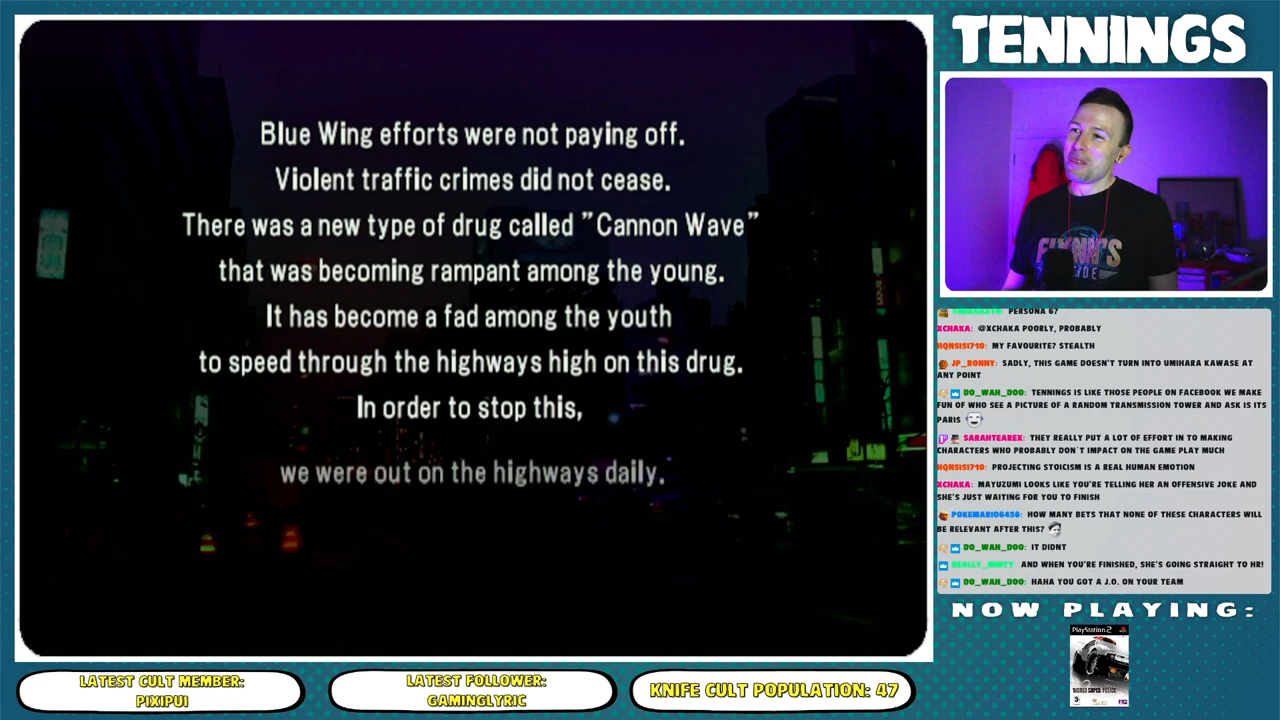 Blue Wing efforts were not paying off.
Violent traffic crimes did not cease.
There was a new type of drug called "Cannon Wave"
that was becoming rampant among the young.
It has become a fad among the youth
to speed through the highways high on this drug.
In order to stop this,
we were out on the highways daily.
TENNINGS
PERSONA 67
XCHAKA: @XCHAKA POORLY, PROBABLY
HQNSISI710: MY FAVOURITE? STEALTH
JP_RONNY: SADLY, THIS GAME DOESN'T TURN INTO UMIHARA KAWASE AT
ANY POINT
DO_WAH_DOO: TENNINGS IS LIKE THOSE PEOPLE ON FACEBOOK WE MAKE
FUN OF WHO SEE A PICTURE OF A RANDOM TRANSMISSION TOWER AND ASK IS ITS
PARIS
SARAHTEAREX: THEY REALLY PUT A LOT OF EFFORT IN TO MAKING
CHARACTERS WHO PROBABLY DON'T IMPACT ON THE GAME PLAY MUCH
HQNSISI710: PROJECTING STOICISM IS A REAL HUMAN EMOTION
XCHAKA: MAYUZUMI LOOKS LIKE YOU'RE TELLING HER AN OFFENSIVE JOKE AND
SHE'S JUST WAITING FOR YOU TO FINISH
POKEMARIO6456: HOW MANY BETS THAT NONE OF THESE CHARACTERS WILL
BE RELEVANT AFTER THIS?
DO_WAH_DOO: IT DIDNT
AND WHEN YOU'RE FINISHED, SHE'S GOING STRAIGHT TO HR!
DO_WAH_DOO: HAHA YOU GOT A J.O. ON YOUR TEAM
NOW PLAYING:
PlayStation 2
WORLD SUPER POLICE
LATEST CULT MEMBER:
PIXIPUI
LATEST FOLLOWER:
GAMINGLYRIC
KNIFE CULT POPULATION: 47